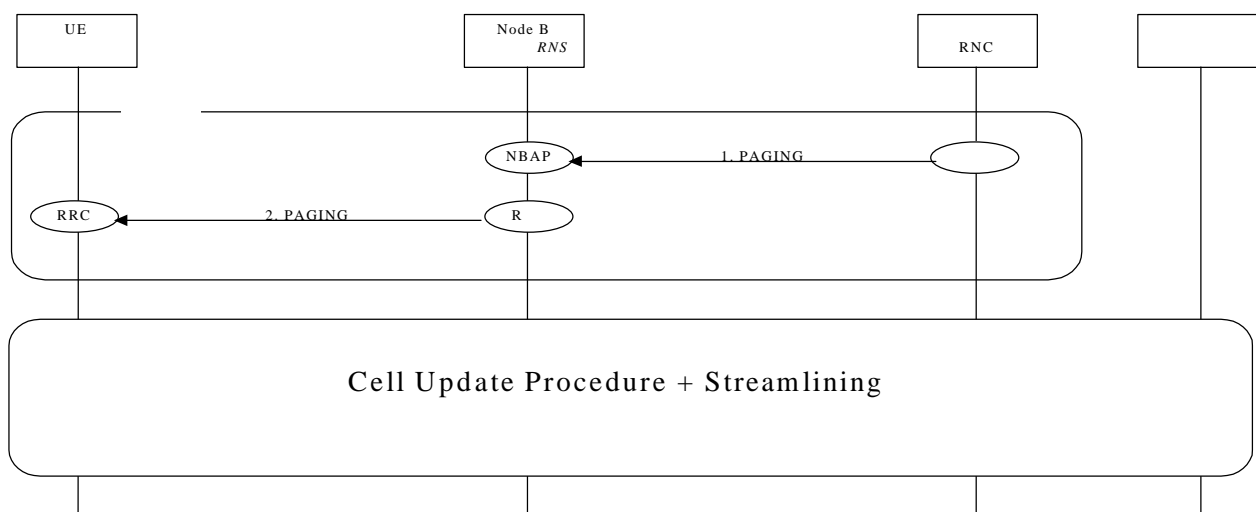 UE
Node B
RNS
RNC
NBAP
1. PAGING
RRC
2. PAGING
R
Cell Update Procedure + Streamlining